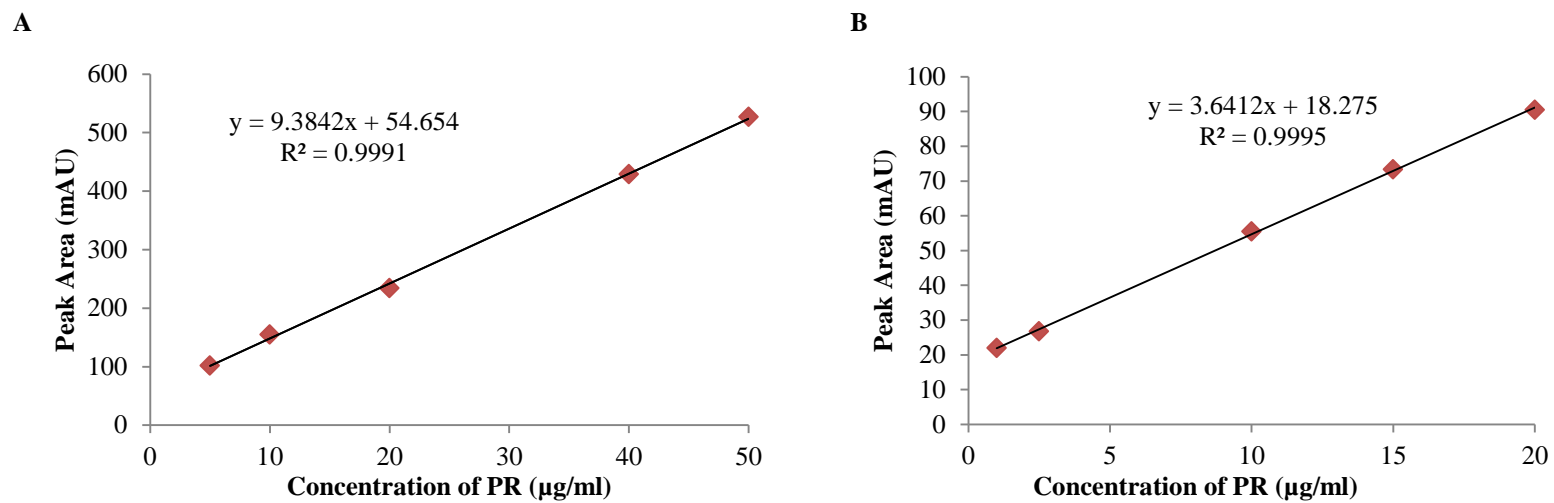 A
600
500
400
300
200
100
0
Peak Area (mAU)
y = 9.3842x + 54.654
R² = 0.9991
0 10 20 30 40 50
Concentration of PR (µg/ml)
B
100
90
80
70
60
50
40
30
20
10
0
Peak Area (mAU)
y = 3.6412x + 18.275
R² = 0.9995
0 5 10 15 20
Concentration of PR (µg/ml)